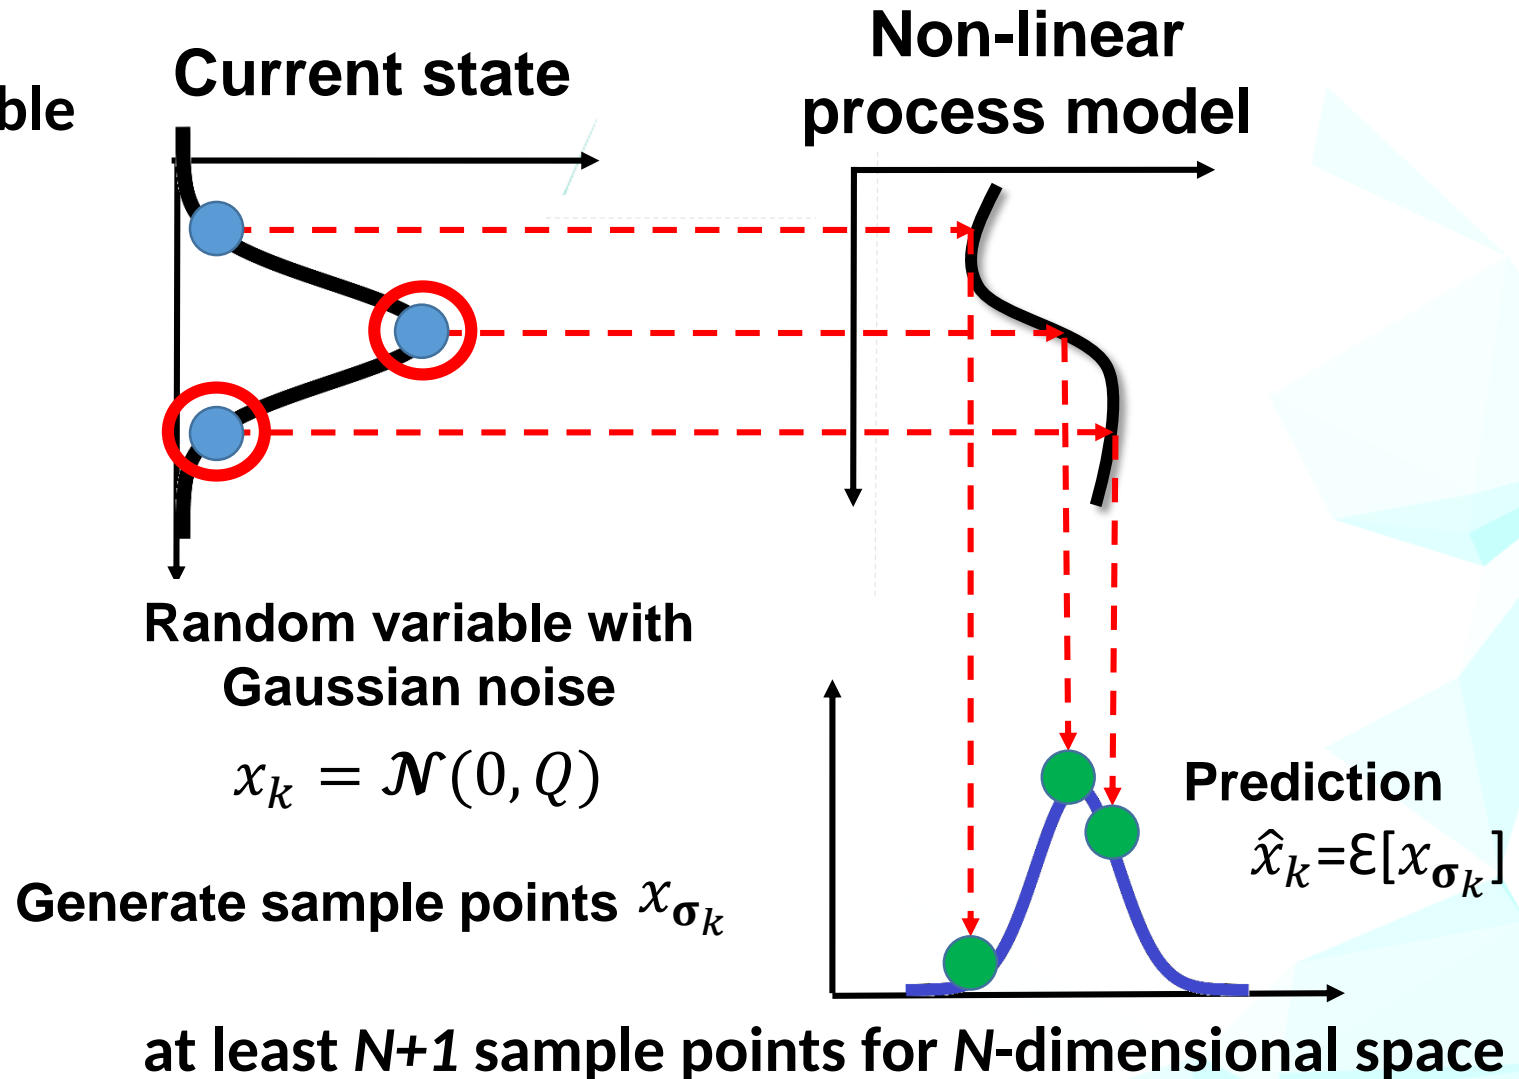 ble
Current state
Non-linear
process model
Random variable with
Gaussian noise
x_k = 𝓝(0, Q)
Generate sample points x_{σ_k}
Prediction
x̂_k=Ɛ[x_{σ_k}]
at least N+1 sample points for N-dimensional space